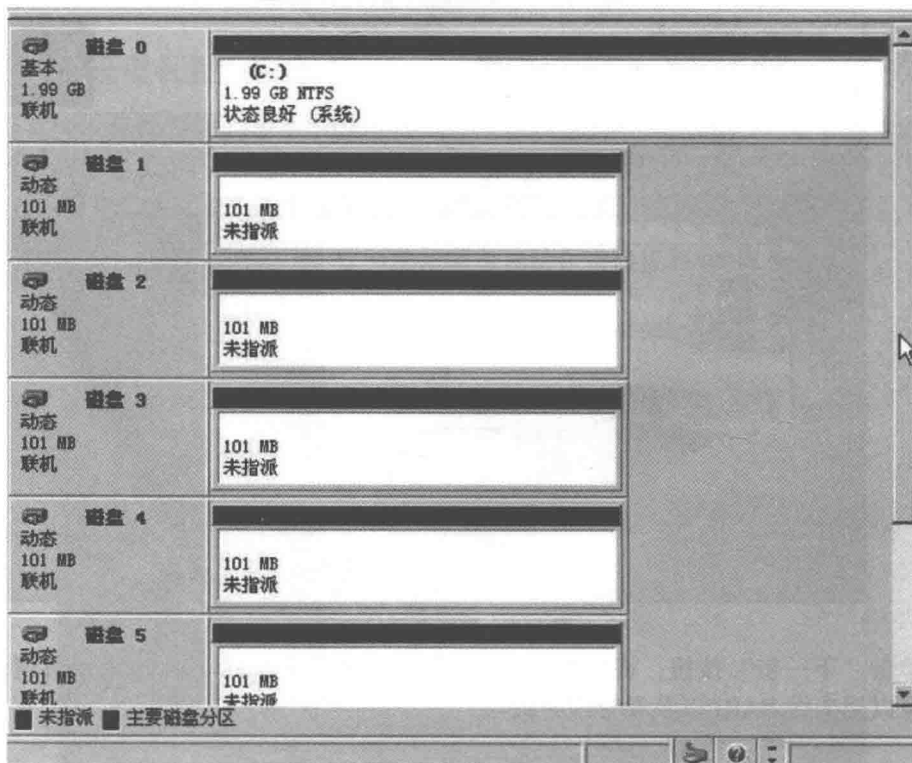 磁盘 0
基本
1.99 GB
联机
(C:)
1.99 GB NTFS
状态良好 (系统)
磁盘 1
动态
101 MB
联机
101 MB
未指派
磁盘 2
动态
101 MB
联机
101 MB
未指派
磁盘 3
动态
101 MB
联机
101 MB
未指派
磁盘 4
动态
101 MB
联机
101 MB
未指派
磁盘 5
动态
101 MB
联机
101 MB
未指派
未指派 主要磁盘分区